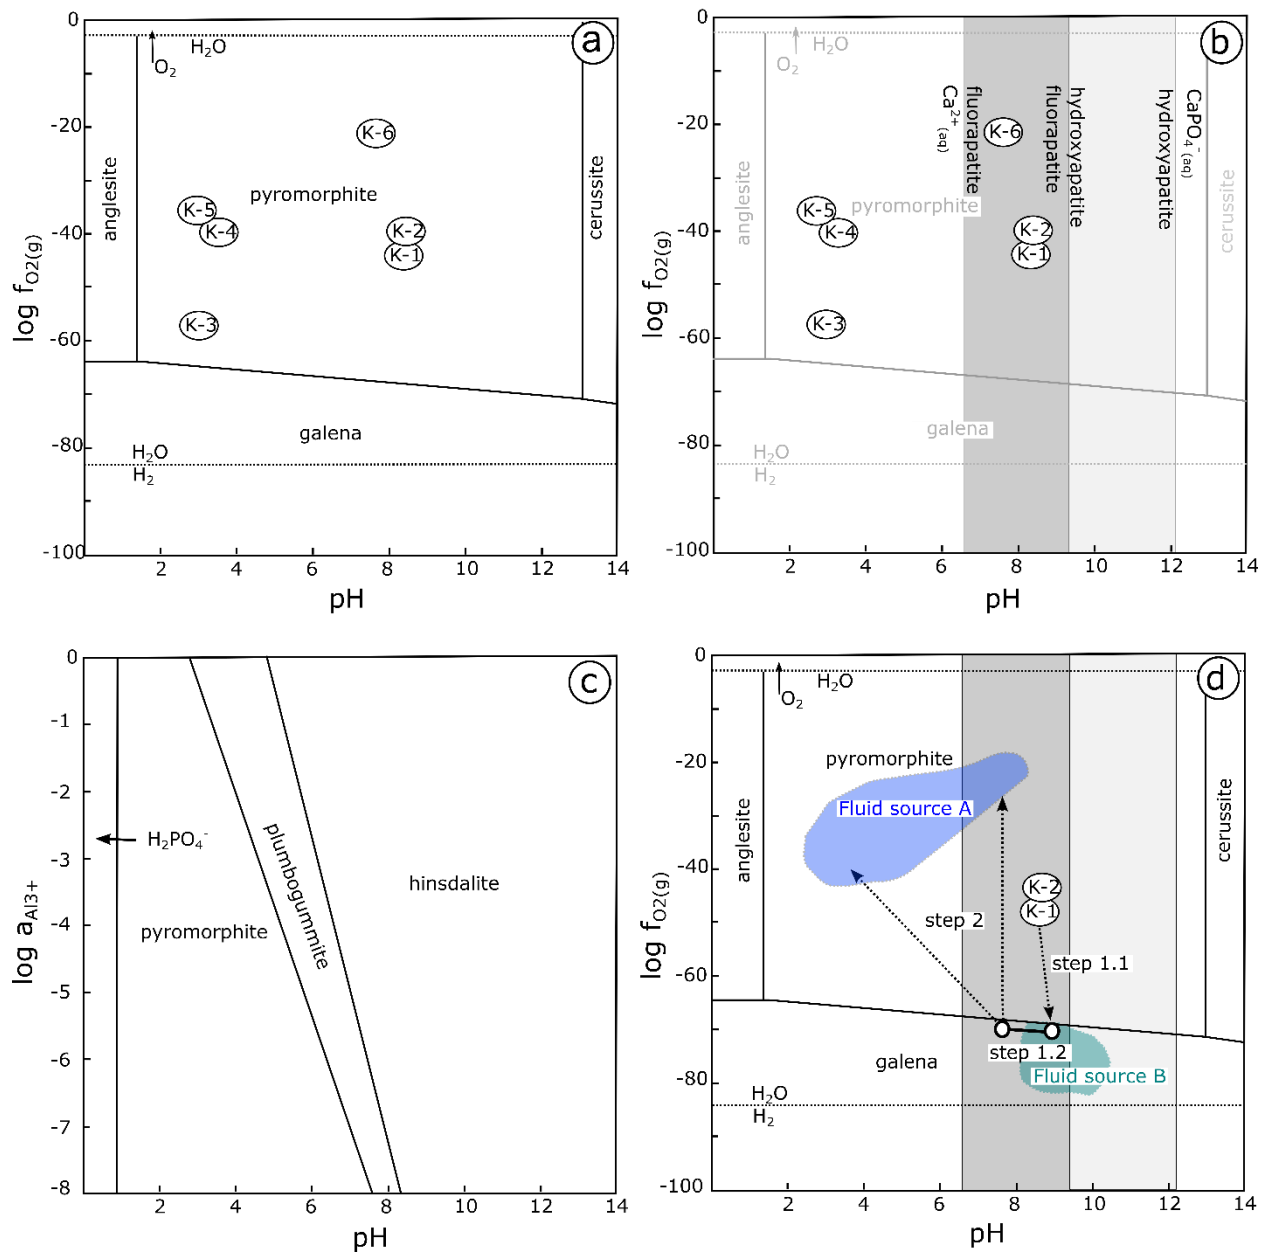 a
0
-20
-40
-60
-80
-100
log f O2(g)
H2O
O2
anglesite
pyromorphite
cerussite
K-6
K-5
K-4
K-2
K-1
K-3
galena
H2O
H2
2
4
6
8
10
12
14
pH
b
0
-20
-40
-60
-80
-100
log f O2(g)
H2O
O2
Ca2+ (aq)
fluorapatite
fluorapatite
hydroxyapatite
hydroxyapatite
CaPO4- (aq)
anglesite
pyromorphite
cerussite
K-6
K-5
K-4
K-2
K-1
K-3
galena
H2O
H2
2
4
6
8
10
12
14
pH
c
0
-1
-2
-3
-4
-5
-6
-7
-8
log a Al3+
H2PO4-
pyromorphite
plumbogummite
hinsdalite
2
4
6
8
10
12
14
pH
d
0
-20
-40
-60
-80
-100
log f O2(g)
H2O
O2
pyromorphite
Fluid source A
anglesite
cerussite
K-2
K-1
step 2
step 1.1
step 1.2
galena
Fluid source B
H2O
H2
2
4
6
8
10
12
14
pH